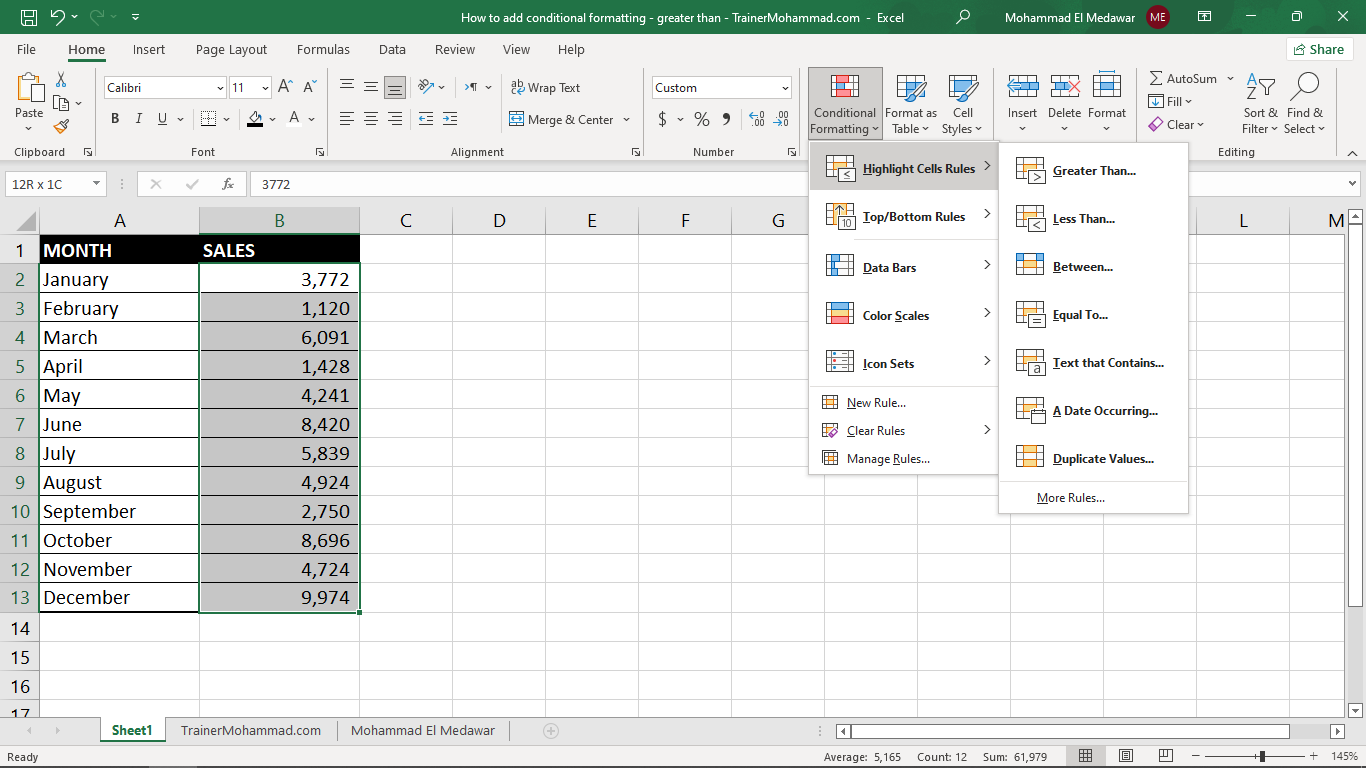 How to add conditional formatting - greater than - TrainerMohammad.com - Excel
Mohammad El Medawar
ME
File Home Insert Page Layout Formulas Data Review View Help
Share
Paste
Calibri 11
B I U
ab Wrap Text
Merge & Center
Custom
$ % 9
Conditional Formatting
Format as Table
Cell Styles
Insert Delete Format
AutoSum
Fill
Clear
Sort & Filter
Find & Select
Clipboard Font Alignment Number Editing
12R x 1C fx 3772
Highlight Cells Rules
Top/Bottom Rules
Data Bars
Color Scales
Icon Sets
New Rule...
Clear Rules
Manage Rules...
Greater Than...
Less Than...
Between...
Equal To...
Text that Contains...
A Date Occurring...
Duplicate Values...
More Rules...
A B C D E F G L M
1 MONTH SALES
2 January 3,772
3 February 1,120
4 March 6,091
5 April 1,428
6 May 4,241
7 June 8,420
8 July 5,839
9 August 4,924
10 September 2,750
11 October 8,696
12 November 4,724
13 December 9,974
14
15
16
17
Sheet1 TrainerMohammad.com Mohammad El Medawar
Ready Average: 5,165 Count: 12 Sum: 61,979 145%